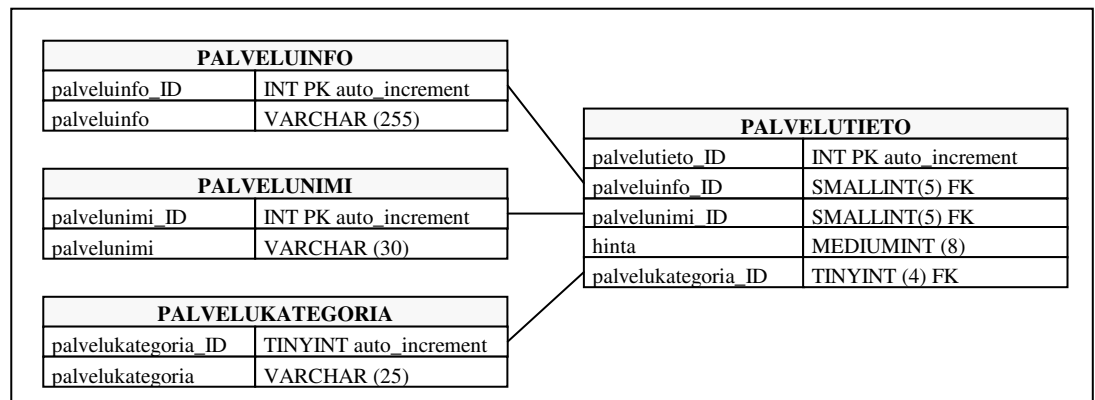 PALVELUINFO
palveluinfo_ID INT PK auto_increment
palveluinfo VARCHAR (255)
PALVELUNIMI
palvelunimi_ID INT PK auto_increment
palvelunimi VARCHAR (30)
PALVELUKATEGORIA
palvelukategoria_ID TINYINT auto_increment
palvelukategoria VARCHAR (25)
PALVELUTIETO
palvelutieto_ID INT PK auto_increment
palveluinfo_ID SMALLINT(5) FK
palvelunimi_ID SMALLINT(5) FK
hinta MEDIUMINT (8)
palvelukategoria_ID TINYINT (4) FK